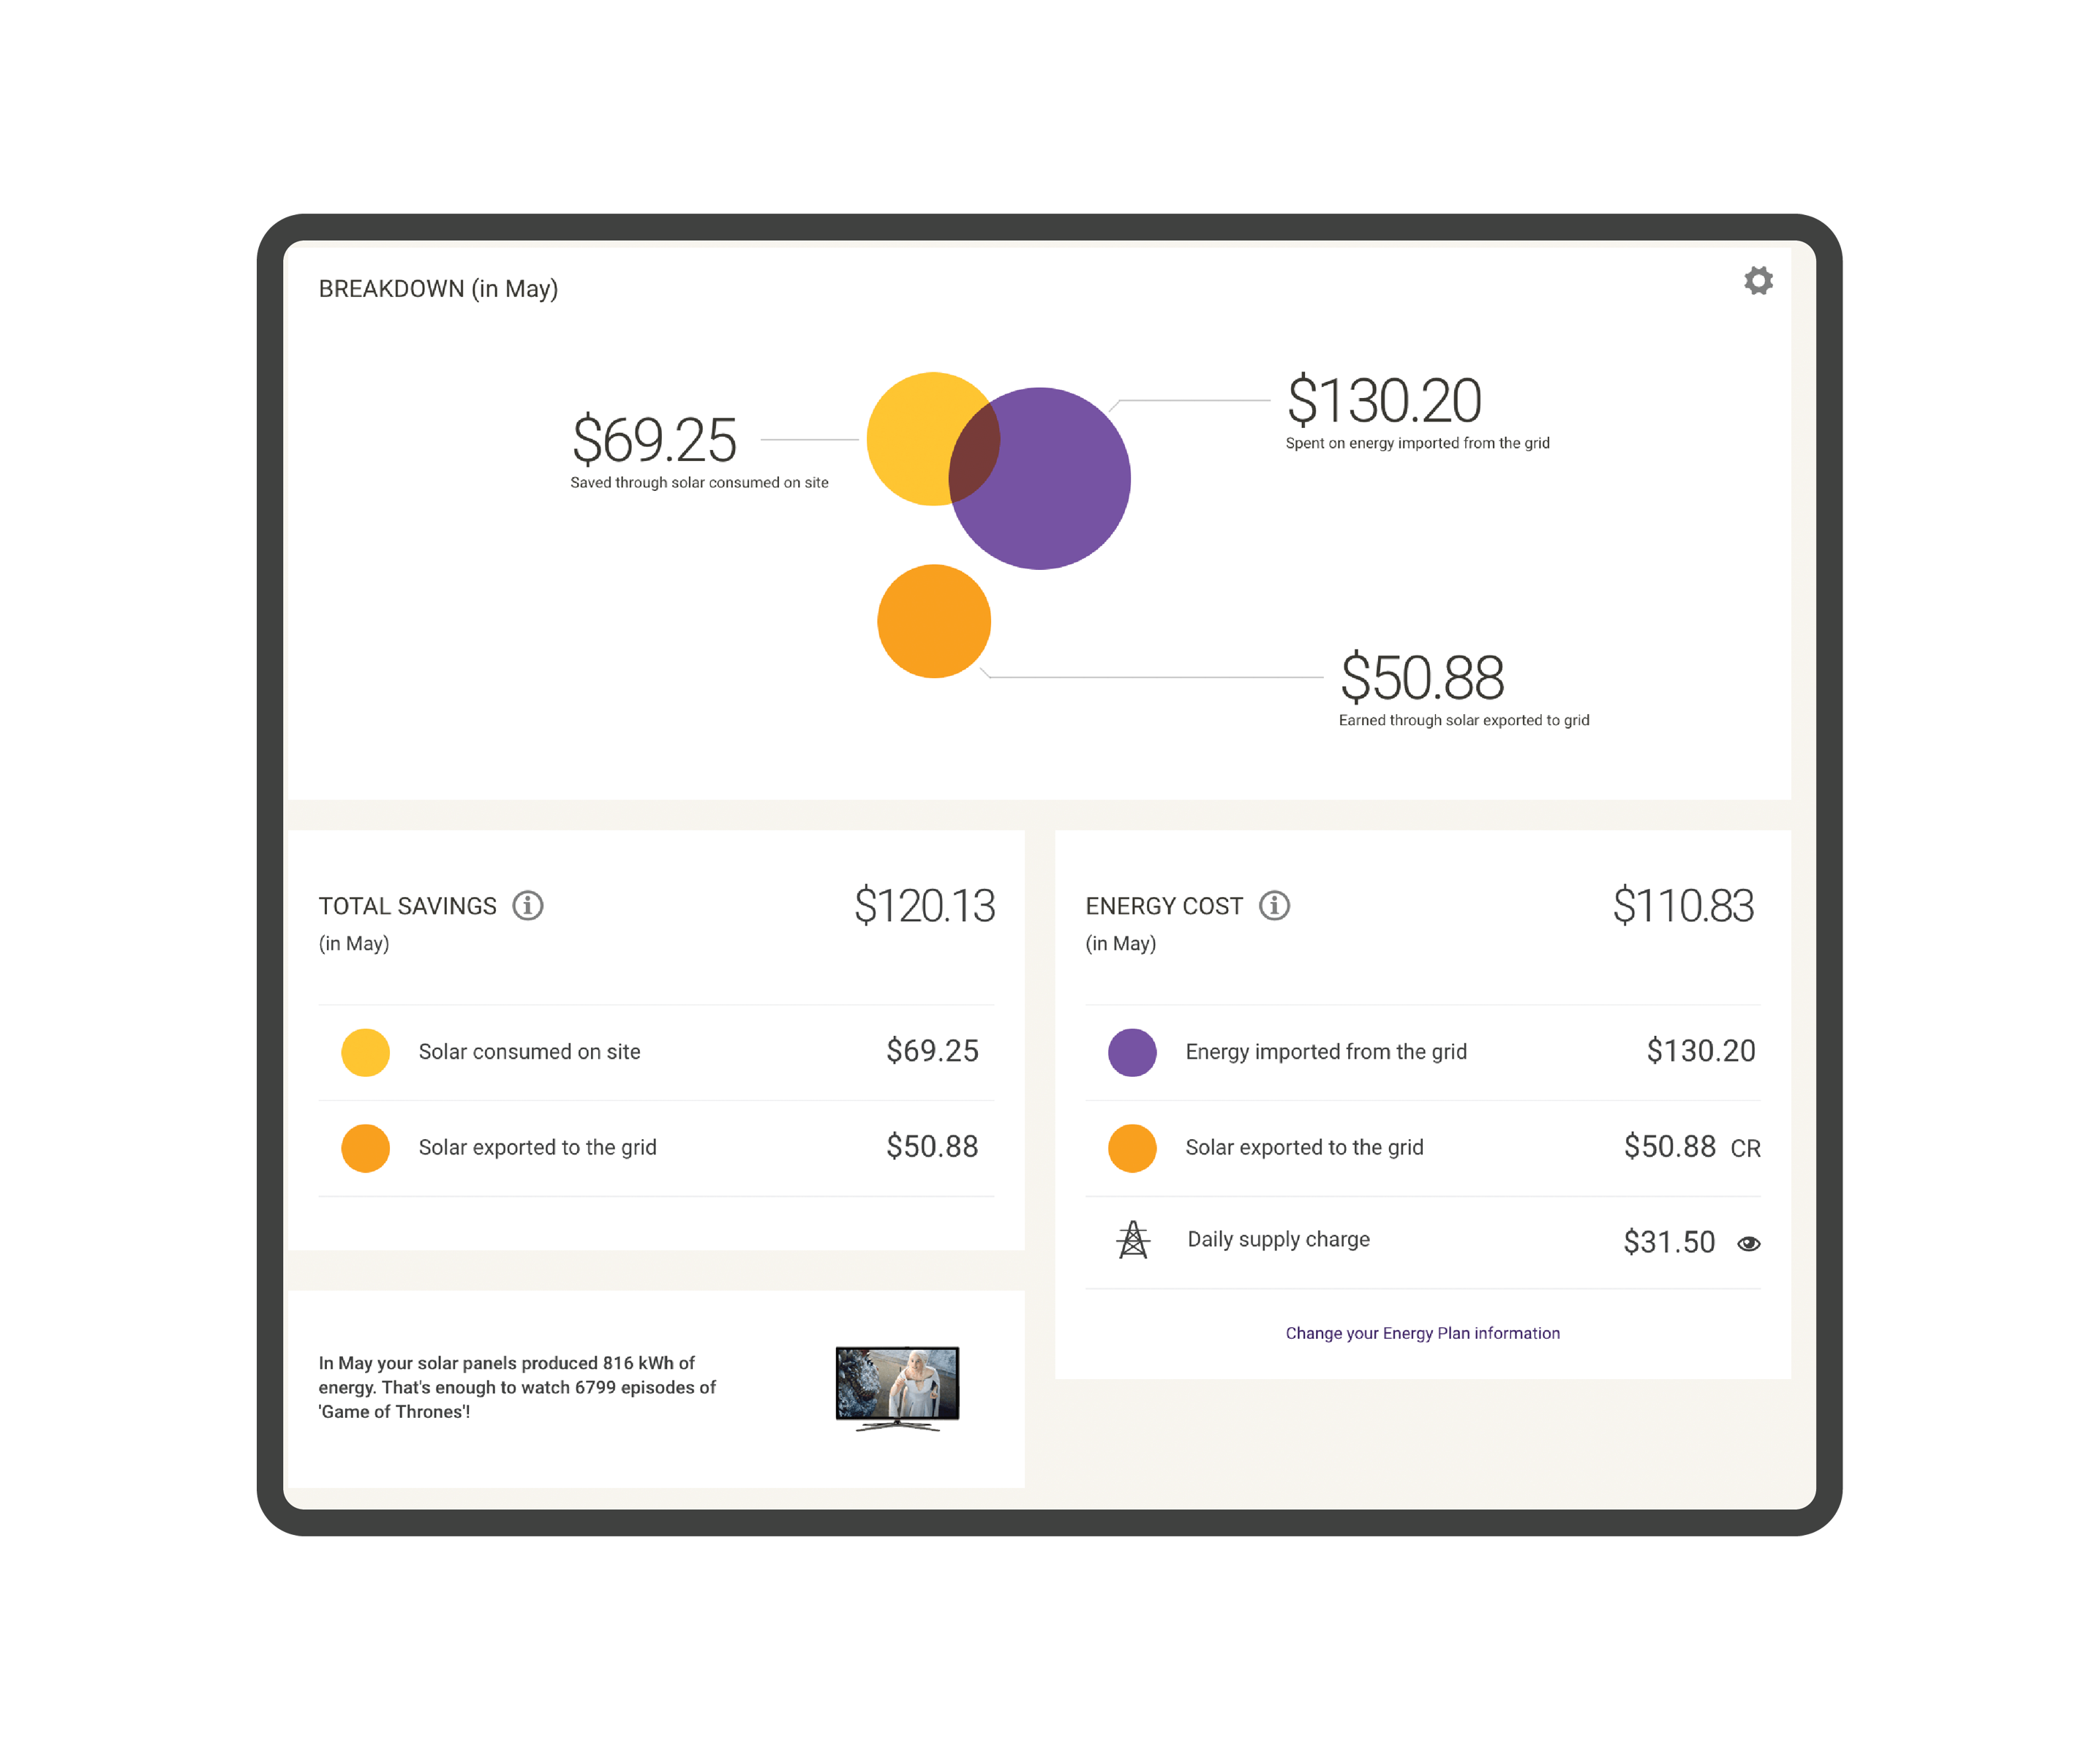 BREAKDOWN (in May)
$69.25
Saved through solar consumed on site
$130.20
Spent on energy imported from the grid
$50.88
Earned through solar exported to grid
TOTAL SAVINGS
$120.13
(in May)
Solar consumed on site
$69.25
Solar exported to the grid
$50.88
ENERGY COST
$110.83
(in May)
Energy imported from the grid
$130.20
Solar exported to the grid
$50.88 CR
Daily supply charge
$31.50
Change your Energy Plan information
In May your solar panels produced 816 kWh of
energy. That's enough to watch 6799 episodes of
'Game of Thrones'!